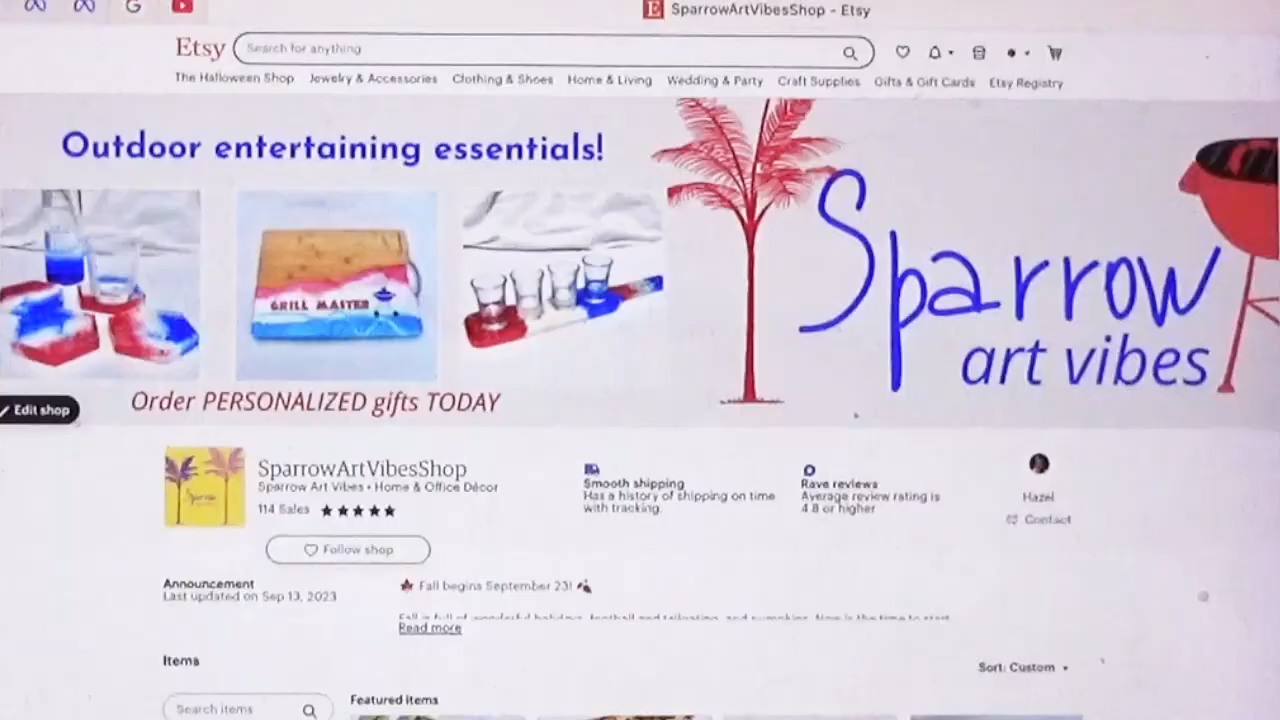 SparrowArtVibesShop - Etsy
Etsy
Search for anything
The Halloween Shop Jewelry & Accessories Clothing & Shoes Home & Living Wedding & Party Craft Supplies Gifts & Gift Cards Etsy Registry
Outdoor entertaining essentials!
GRILL MASTER
Sparrow
art vibes
Order PERSONALIZED gifts TODAY
Edit shop
SparrowArtVibesShop
Sparrow Art Vibes • Home & Office Décor
114 Sales
Follow shop
Smooth shipping
Has a history of shipping on time
with tracking.
Rave reviews
Average review rating is
4.8 or higher
Hazel
Contact
Sparrow
Announcement
Last updated on Sep 13, 2023
Fall begins September 23!
Read more
Items
Sort: Custom
Search items
Featured items